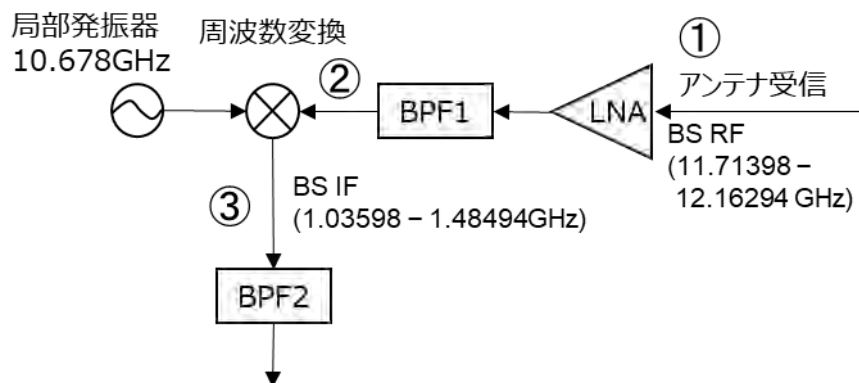 局部発振器
10.678GHz
周波数変換
①
アンテナ受信
②
BPF1
LNA
BS RF
(11.71398 –
12.16294 GHz)
③
BS IF
(1.03598 – 1.48494GHz)
BPF2